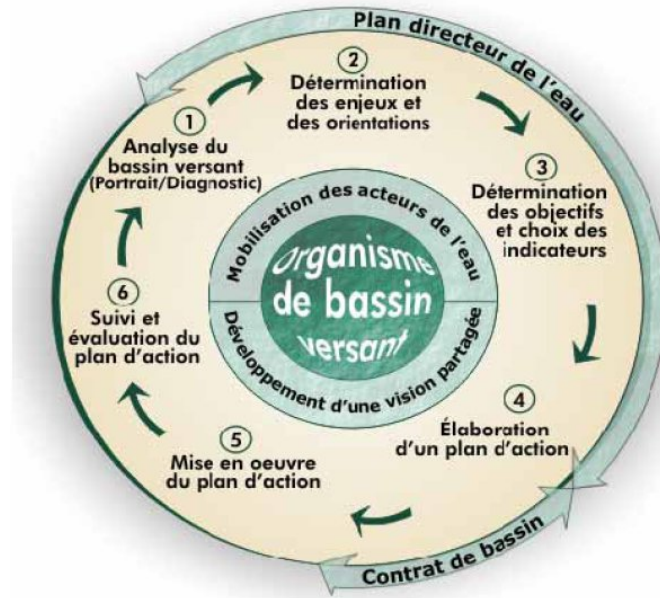 Plan directeur de l'eau
1
Analyse du
bassin versant
(Portrait/Diagnostic)
2
Détermination
des enjeux et
des orientations
3
Détermination
des objectifs
et choix des
indicateurs
4
Élaboration
d'un plan d'action
5
Mise en oeuvre
du plan d'action
6
Suivi et
évaluation du
plan d'action
Contrat de bassin
Mobilisation des acteurs de l'eau
Organisme
de bassin
versant
Développement d'une vision partagée